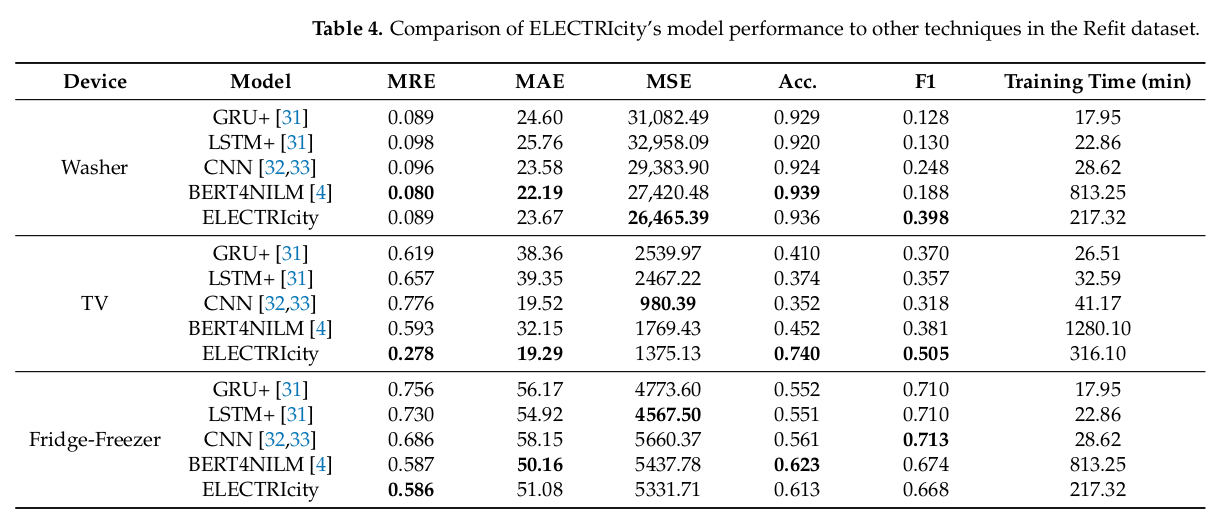 Table 4. Comparison of ELECTRIcity's model performance to other techniques in the Refit dataset.
Device Model MRE MAE MSE Acc. F1 Training Time (min)
GRU+ [31] 0.089 24.60 31,082.49 0.929 0.128 17.95
LSTM+ [31] 0.098 25.76 32,958.09 0.920 0.130 22.86
Washer CNN [32,33] 0.096 23.58 29,383.90 0.924 0.248 28.62
BERT4NILM [4] 0.080 22.19 27,420.48 0.939 0.188 813.25
ELECTRIcity 0.089 23.67 26,465.39 0.936 0.398 217.32
GRU+ [31] 0.619 38.36 2539.97 0.410 0.370 26.51
LSTM+ [31] 0.657 39.35 2467.22 0.374 0.357 32.59
TV CNN [32,33] 0.776 19.52 980.39 0.352 0.318 41.17
BERT4NILM [4] 0.593 32.15 1769.43 0.452 0.381 1280.10
ELECTRIcity 0.278 19.29 1375.13 0.740 0.505 316.10
GRU+ [31] 0.756 56.17 4773.60 0.552 0.710 17.95
LSTM+ [31] 0.730 54.92 4567.50 0.551 0.710 22.86
Fridge-Freezer CNN [32,33] 0.686 58.15 5660.37 0.561 0.713 28.62
BERT4NILM [4] 0.587 50.16 5437.78 0.623 0.674 813.25
ELECTRIcity 0.586 51.08 5331.71 0.613 0.668 217.32